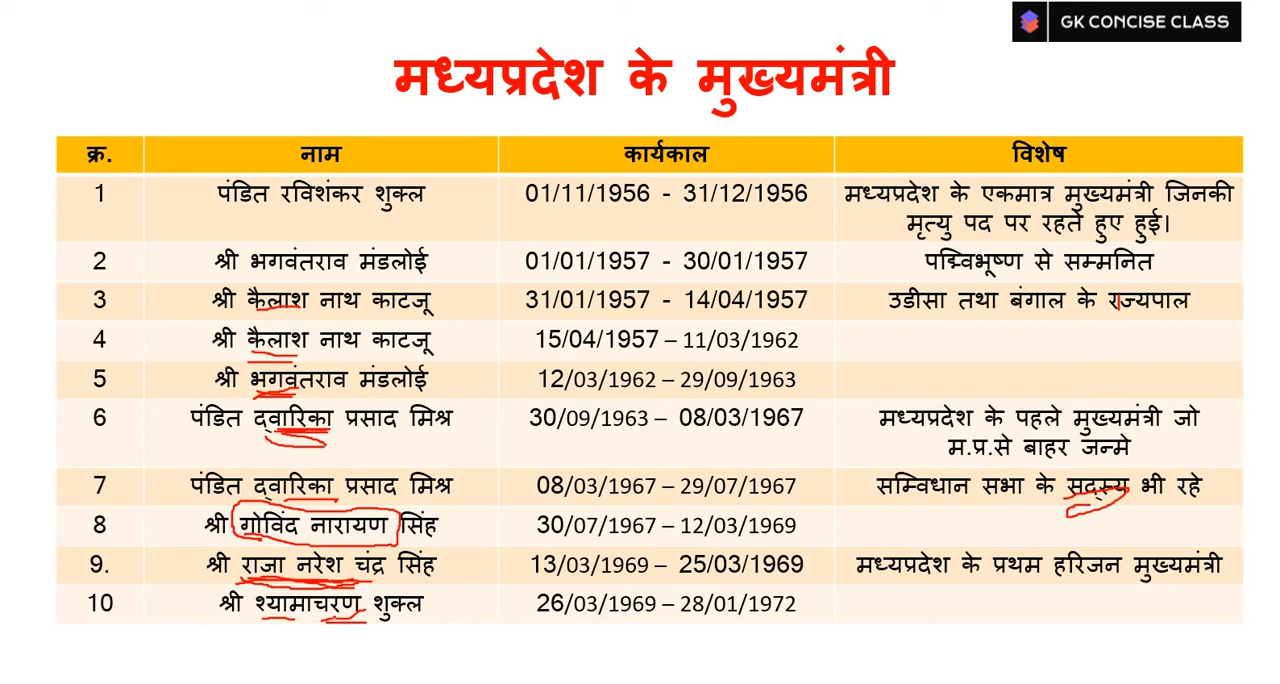 GK CONCISE CLASS
मध्यप्रदेश के मुख्यमंत्री
क्र. नाम कार्यकाल विशेष
1 पंडित रविशंकर शुक्ल 01/11/1956 - 31/12/1956 मध्यप्रदेश के एकमात्र मुख्यमंत्री जिनकी
मृत्यु पद पर रहते हुए हुई।
2 श्री भगवंतराव मंडलोई 01/01/1957 - 30/01/1957 पद्मविभूष्ण से सम्मनित
3 श्री कैलाश नाथ काटजू 31/01/1957 - 14/04/1957 उडीसा तथा बंगाल के राज्यपाल
4 श्री कैलाश नाथ काटजू 15/04/1957 – 11/03/1962
5 श्री भगवंतराव मंडलोई 12/03/1962 – 29/09/1963
6 पंडित द्वारिका प्रसाद मिश्र 30/09/1963 – 08/03/1967 मध्यप्रदेश के पहले मुख्यमंत्री जो
म.प्र.से बाहर जन्मे
7 पंडित द्वारिका प्रसाद मिश्र 08/03/1967 – 29/07/1967 सम्विधान सभा के सद्स्य भी रहे
8 श्री गोविंद नारायण सिंह 30/07/1967 – 12/03/1969
9. श्री राजा नरेश चंद्र सिंह 13/03/1969 – 25/03/1969 मध्यप्रदेश के प्रथम हरिजन मुख्यमंत्री
10 श्री श्यामाचरण शुक्ल 26/03/1969 – 28/01/1972